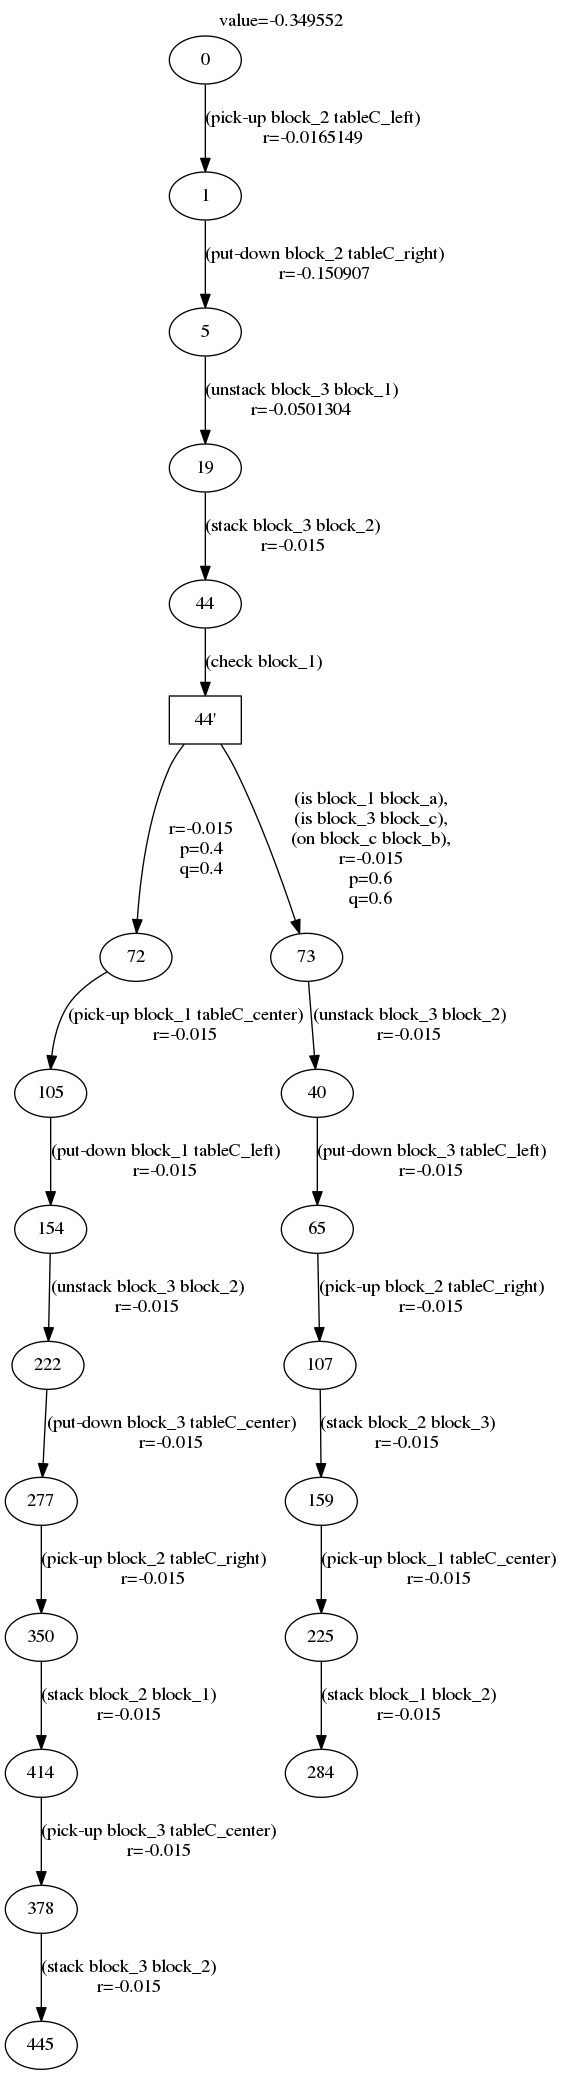 value=-0.349552
0
(pick-up block_2 tableC_left)
r=-0.0165149
1
(put-down block_2 tableC_right)
r=-0.150907
5
(unstack block_3 block_1)
r=-0.0501304
19
(stack block_3 block_2)
r=-0.015
44
(check block_1)
44'
r=-0.015
p=0.4
q=0.4
(is block_1 block_a),
(is block_3 block_c),
(on block_c block_b),
r=-0.015
p=0.6
q=0.6
72
73
(pick-up block_1 tableC_center)
r=-0.015
(unstack block_3 block_2)
r=-0.015
105
40
(put-down block_1 tableC_left)
r=-0.015
(put-down block_3 tableC_left)
r=-0.015
154
65
(unstack block_3 block_2)
r=-0.015
(pick-up block_2 tableC_right)
r=-0.015
222
107
(put-down block_3 tableC_center)
r=-0.015
(stack block_2 block_3)
r=-0.015
277
159
(pick-up block_2 tableC_right)
r=-0.015
(pick-up block_1 tableC_center)
r=-0.015
350
225
(stack block_2 block_1)
r=-0.015
(stack block_1 block_2)
r=-0.015
414
284
(pick-up block_3 tableC_center)
r=-0.015
378
(stack block_3 block_2)
r=-0.015
445